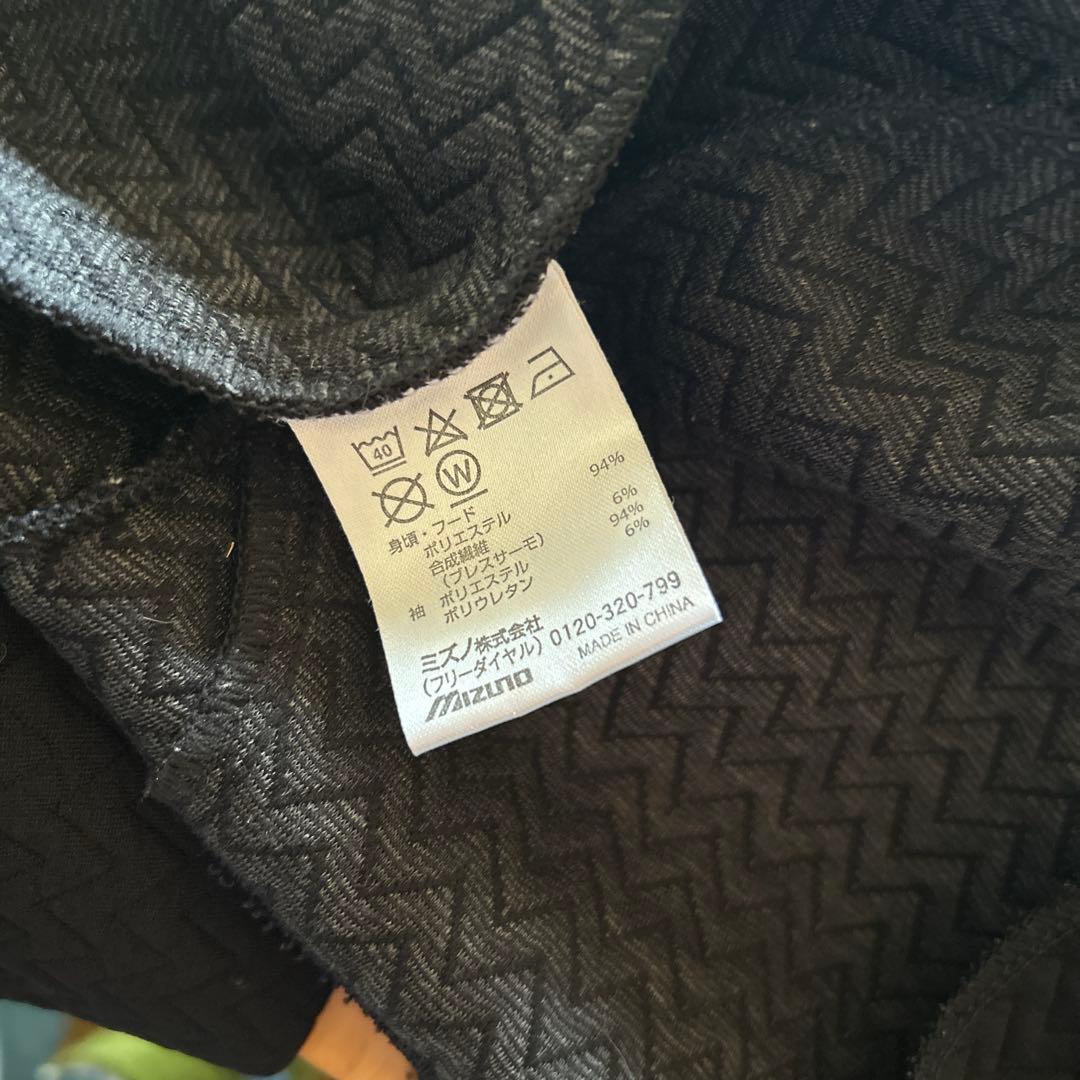 40
W
身頃・フード
ポリエステル 94%
合成繊維
(ブレスサーモ) 6%
袖 ポリエステル 94%
ポリウレタン 6%
ミズノ株式会社
(フリーダイヤル) 0120-320-799
MIZUNO MADE IN CHINA